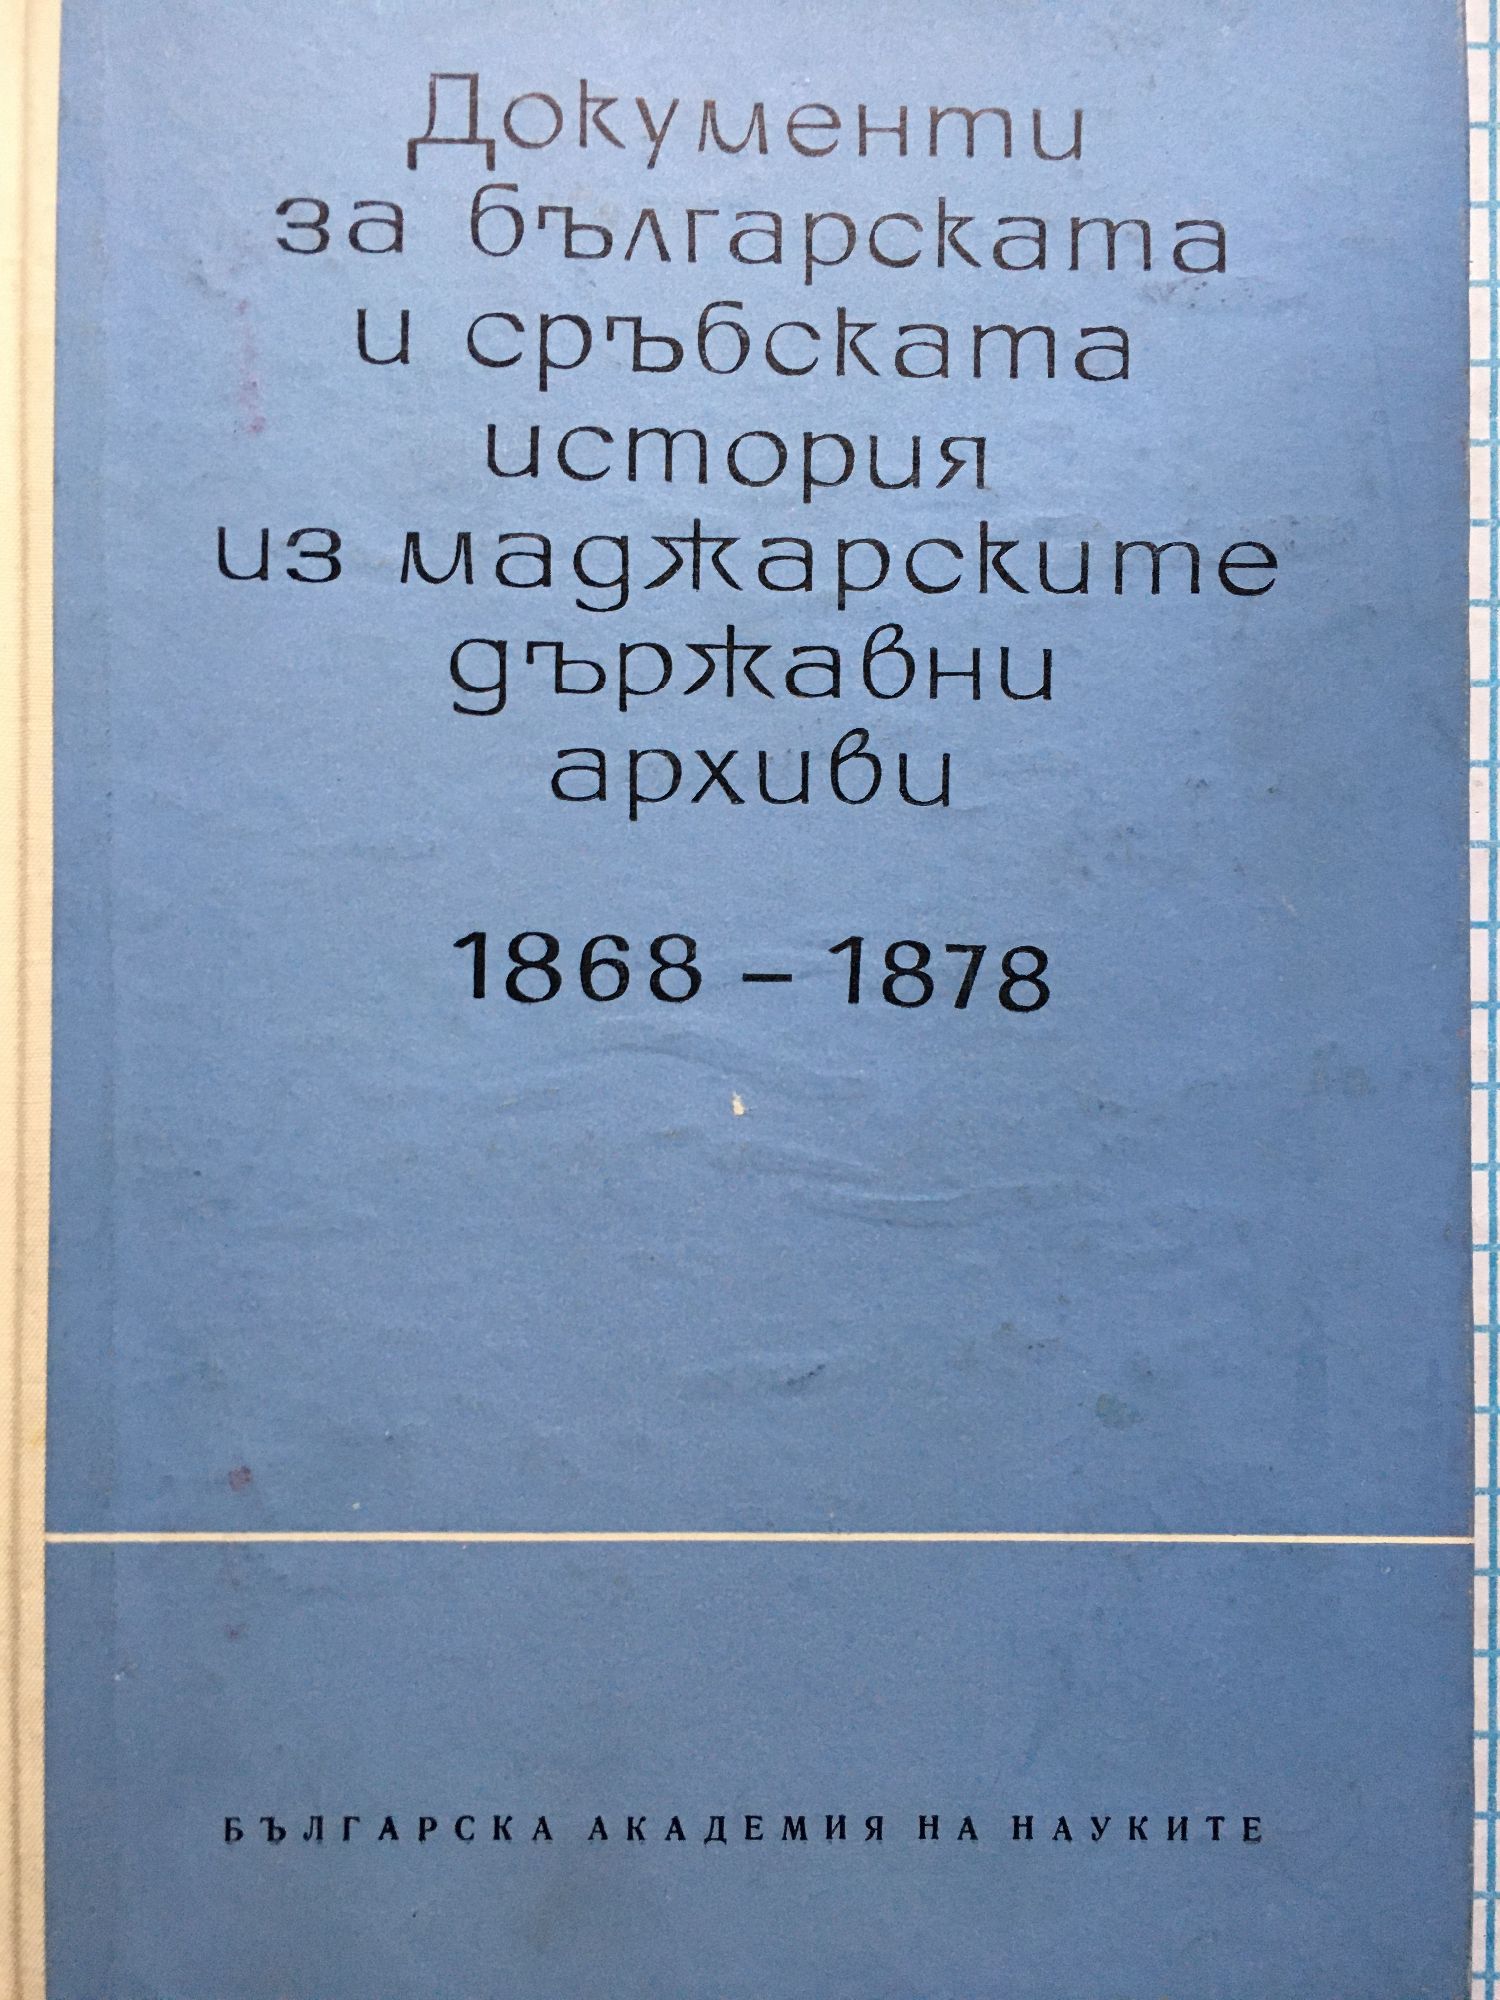 Документи
за българската
и сръбската
история
из маджарските
държавни
архиви
1868 – 1878
БЪЛГАРСКА АКАДЕМИЯ НА НАУКИТЕ